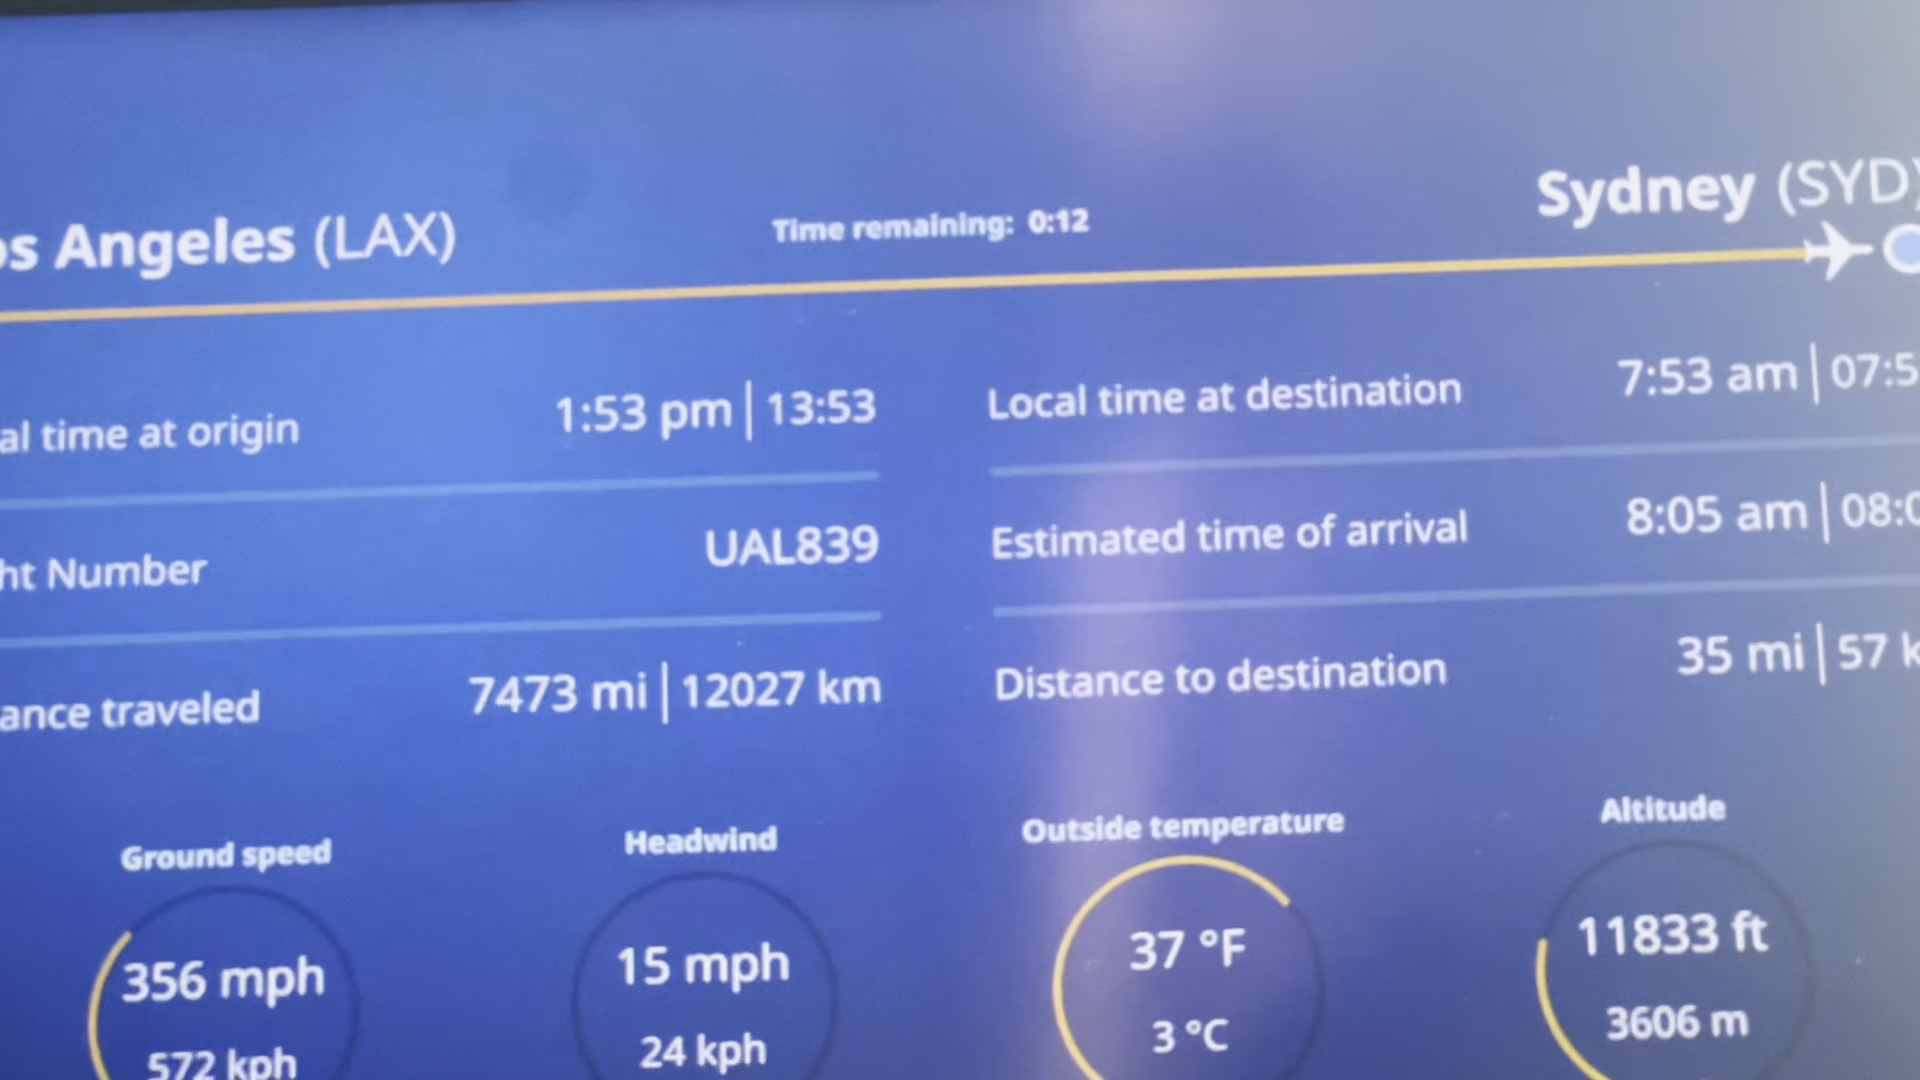 os Angeles (LAX)
Time remaining: 0:12
Sydney (SYD)
al time at origin
1:53 pm | 13:53
Local time at destination
7:53 am | 07:5
ht Number
UAL839
Estimated time of arrival
8:05 am | 08:0
ance traveled
7473 mi | 12027 km
Distance to destination
35 mi | 57 k
Ground speed
Headwind
Outside temperature
Altitude
356 mph
15 mph
37 °F
11833 ft
572 kph
24 kph
3 °C
3606 m